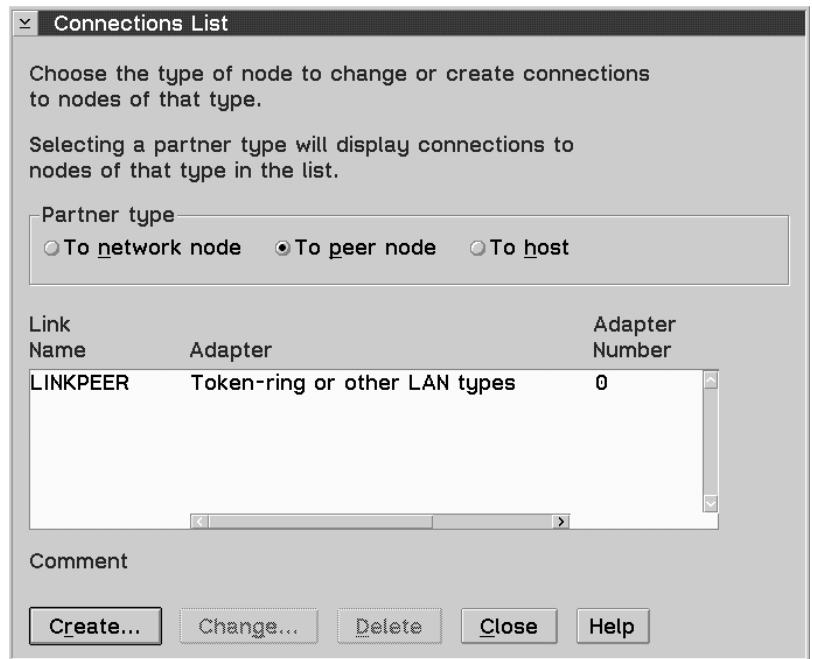 Connections List
Choose the type of node to change or create connections
to nodes of that type.
Selecting a partner type will display connections to
nodes of that type in the list.
Partner type
To network node To peer node To host
Link Adapter
Name Adapter Number
LINKPEER Token-ring or other LAN types 0
Comment
Create... Change... Delete Close Help